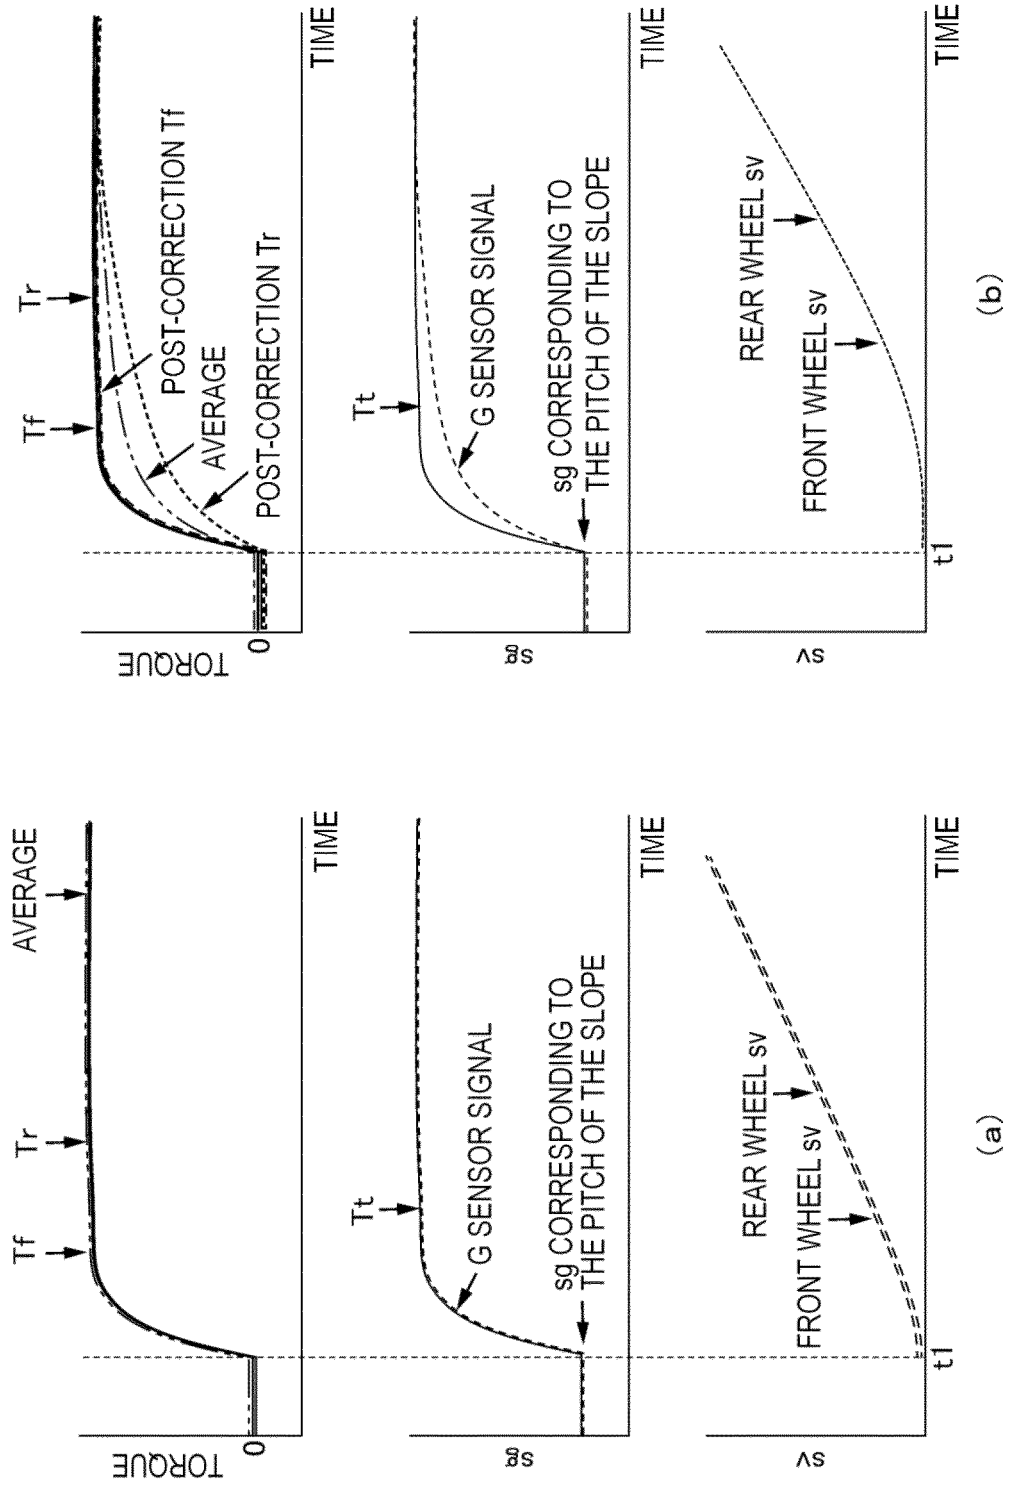 AVERAGE
Tr
Tf
TORQUE
0
TIME
Tt
G SENSOR SIGNAL
sg CORRESPONDING TO
THE PITCH OF THE SLOPE
sg
TIME
REAR WHEEL sv
FRONT WHEEL sv
sv
t1
TIME
(a)
Tr
Tf
POST-CORRECTION Tf
AVERAGE
POST-CORRECTION Tr
TORQUE
0
TIME
Tt
G SENSOR SIGNAL
sg CORRESPONDING TO
THE PITCH OF THE SLOPE
sg
TIME
REAR WHEEL sv
FRONT WHEEL sv
sv
t1
TIME
(b)